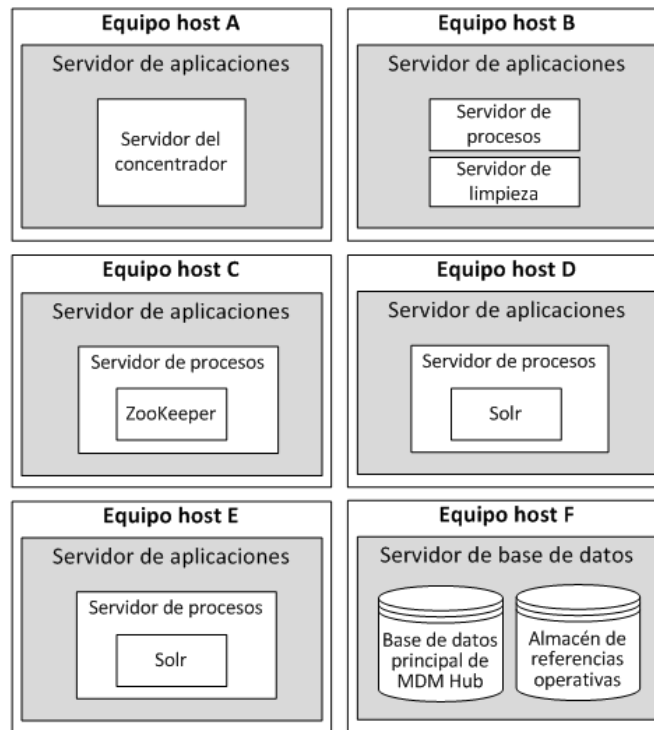 Equipo host A
Servidor de aplicaciones
Servidor del
concentrador
Equipo host B
Servidor de aplicaciones
Servidor de
procesos
Servidor de
limpieza
Equipo host C
Servidor de aplicaciones
Servidor de procesos
ZooKeeper
Equipo host D
Servidor de aplicaciones
Servidor de procesos
Solr
Equipo host E
Servidor de aplicaciones
Servidor de procesos
Solr
Equipo host F
Servidor de base de datos
Base de datos
principal de
MDM Hub
Almacén de
referencias
operativas